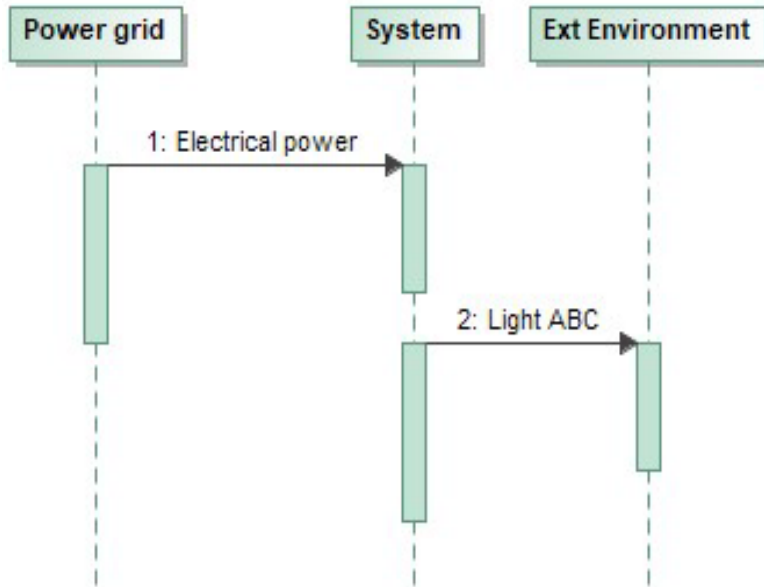 Power grid
System
Ext Environment
1: Electrical power
2: Light ABC